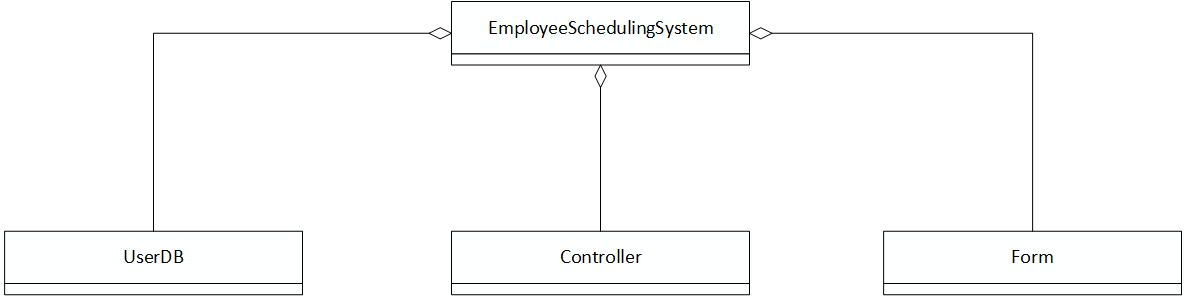 EmployeeSchedulingSystem
UserDB
Controller
Form